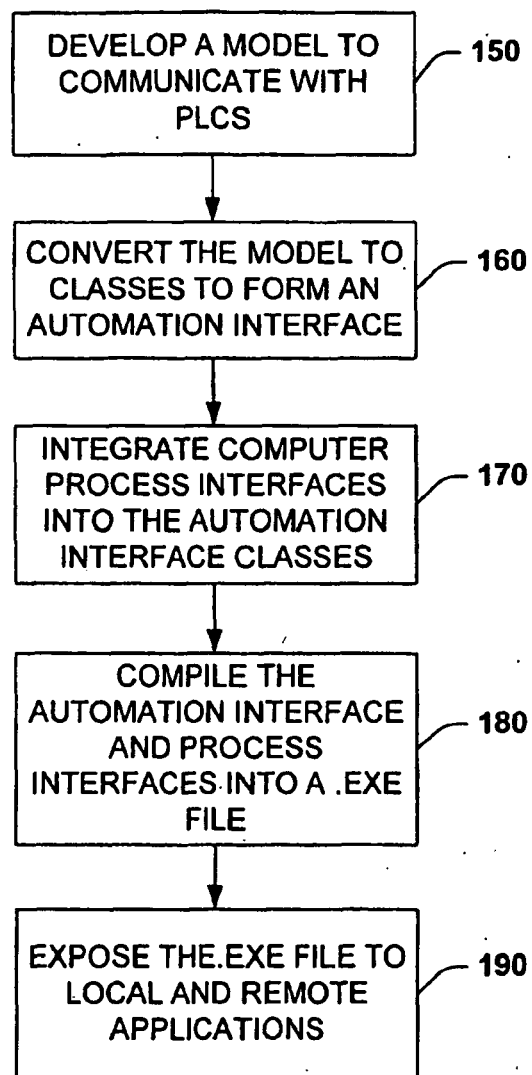 DEVELOP A MODEL TO
COMMUNICATE WITH
PLCS
150
CONVERT THE MODEL TO
CLASSES TO FORM AN
AUTOMATION INTERFACE
160
INTEGRATE COMPUTER
PROCESS INTERFACES
INTO THE AUTOMATION
INTERFACE CLASSES
170
COMPILE THE
AUTOMATION INTERFACE
AND PROCESS
INTERFACES INTO A .EXE
FILE
180
EXPOSE THE.EXE FILE TO
LOCAL AND REMOTE
APPLICATIONS
190